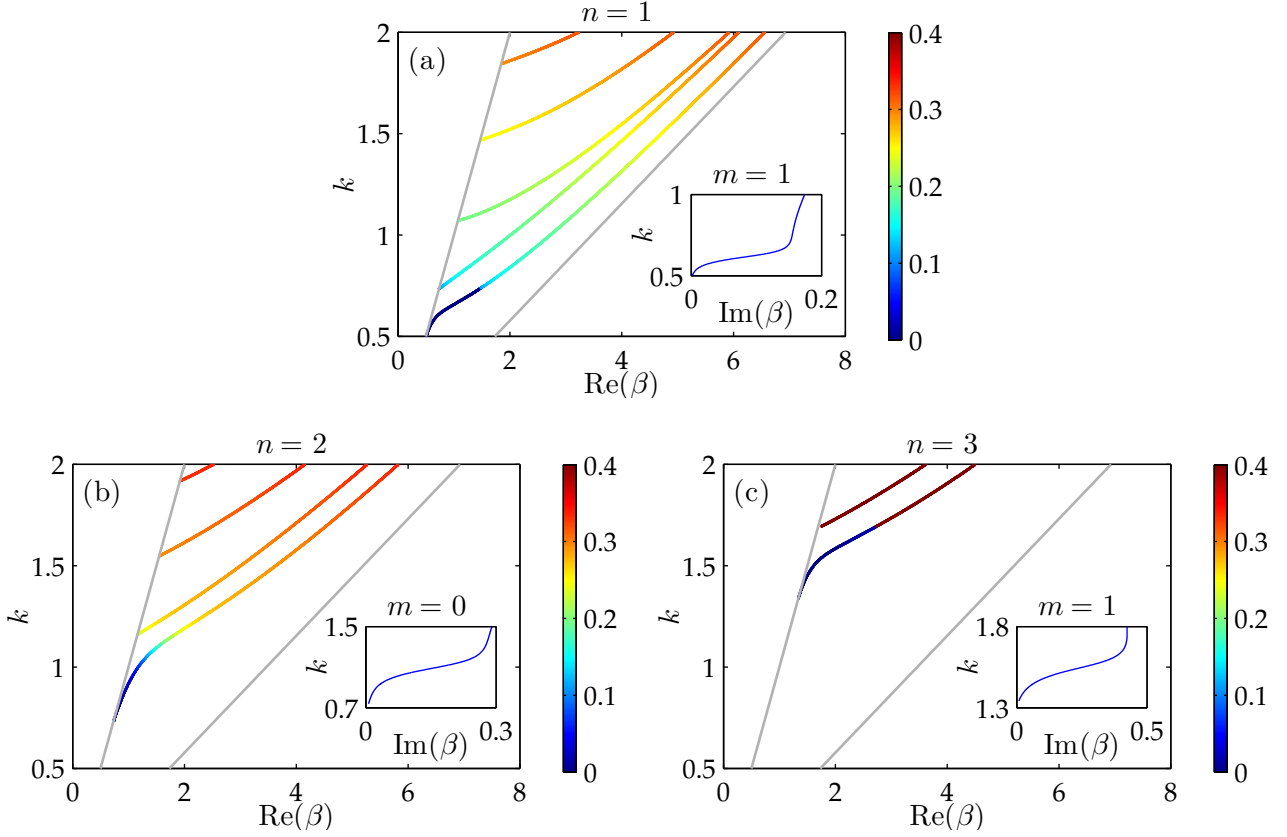 n = 1
(a)
2
1.5
1
0.5
k
0 2 4 6 8
Re(β)
0.4
0.3
0.2
0.1
0
m = 1
1
0.5
k
0 0.2
Im(β)
n = 2
(b)
2
1.5
1
0.5
k
0 2 4 6 8
Re(β)
0.4
0.3
0.2
0.1
0
m = 0
1.5
0.7
k
0 0.3
Im(β)
n = 3
(c)
2
1.5
1
0.5
k
0 2 4 6 8
Re(β)
0.4
0.3
0.2
0.1
0
m = 1
1.8
1.3
k
0 0.5
Im(β)